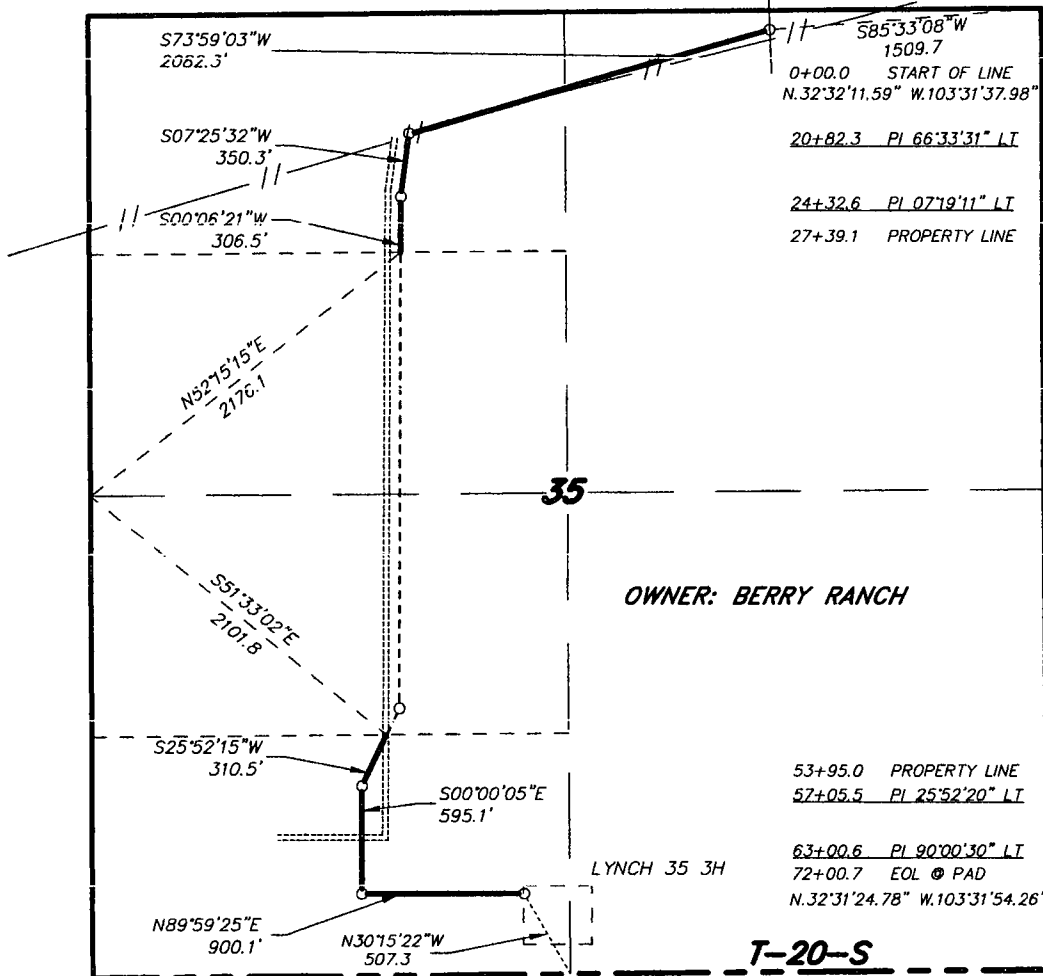 S73°59'03"W
2062.3'
S85°33'08"W
1509.7
0+00.0 START OF LINE
N.32°32'11.59" W.103°31'37.98"
S07°25'32"W
350.3'
20+82.3 PI 66°33'31" LT
S00°06'21"W
306.5'
24+32.6 PI 07°19'11" LT
27+39.1 PROPERTY LINE
N52°15'15"E
2176.1
35
S51°33'02"E
2101.8
OWNER: BERRY RANCH
S25°52'15"W
310.5'
S00°00'05"E
595.1'
53+95.0 PROPERTY LINE
57+05.5 PI 25°52'20" LT
63+00.6 PI 90°00'30" LT
72+00.7 EOL @ PAD
N.32°31'24.78" W.103°31'54.26"
LYNCH 35 3H
N89°59'25"E
900.1'
N30°15'22"W
507.3
T-20-S